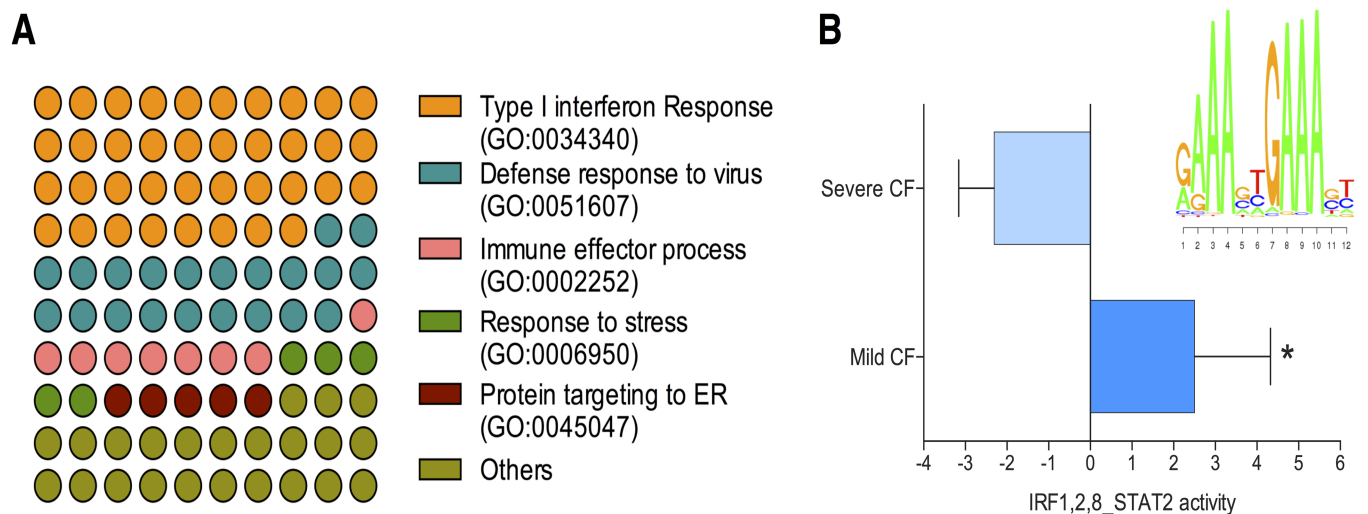 A
Type I interferon Response
(GO:0034340)
Defense response to virus
(GO:0051607)
Immune effector process
(GO:0002252)
Response to stress
(GO:0006950)
Protein targeting to ER
(GO:0045047)
Others
B
Severe CF
Mild CF
*
-4 -3 -2 -1 0 1 2 3 4 5 6
IRF1,2,8_STAT2 activity
GAA GTGAAAGT
1 2 3 4 5 6 7 8 9 10 11 12